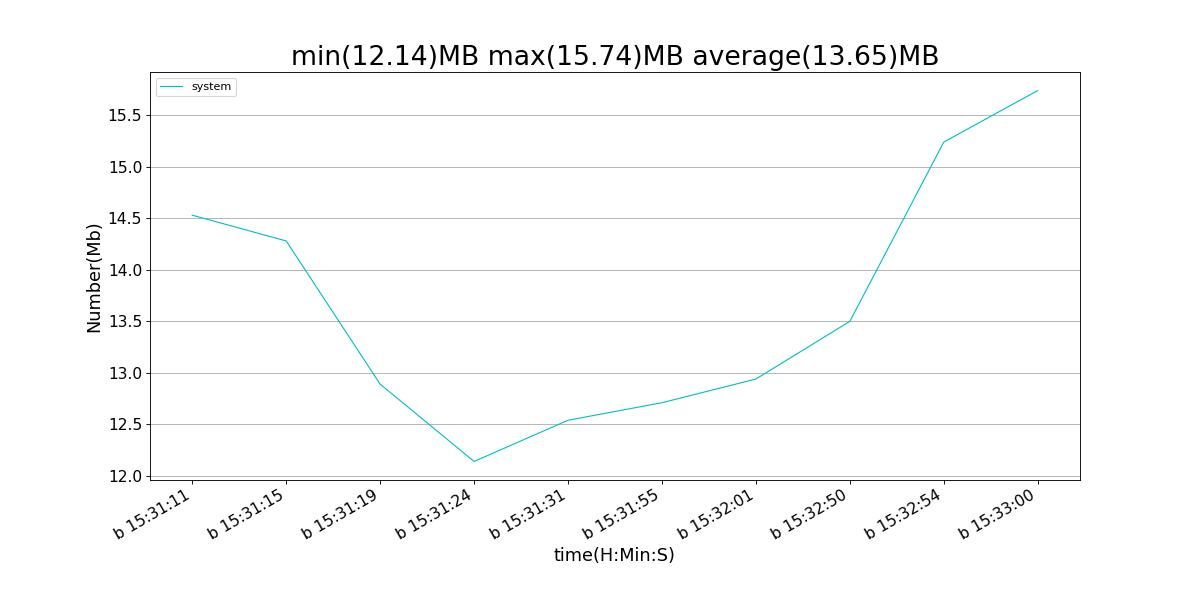 min(12.14)MB max(15.74)MB average(13.65)MB
system
15.5
15.0
14.5
14.0
13.5
13.0
12.5
12.0
Number(Mb)
b 15:31:11
b 15:31:15
b 15:31:19
b 15:31:24
b 15:31:31
b 15:31:55
b 15:32:01
b 15:32:50
b 15:32:54
b 15:33:00
time(H:Min:S)